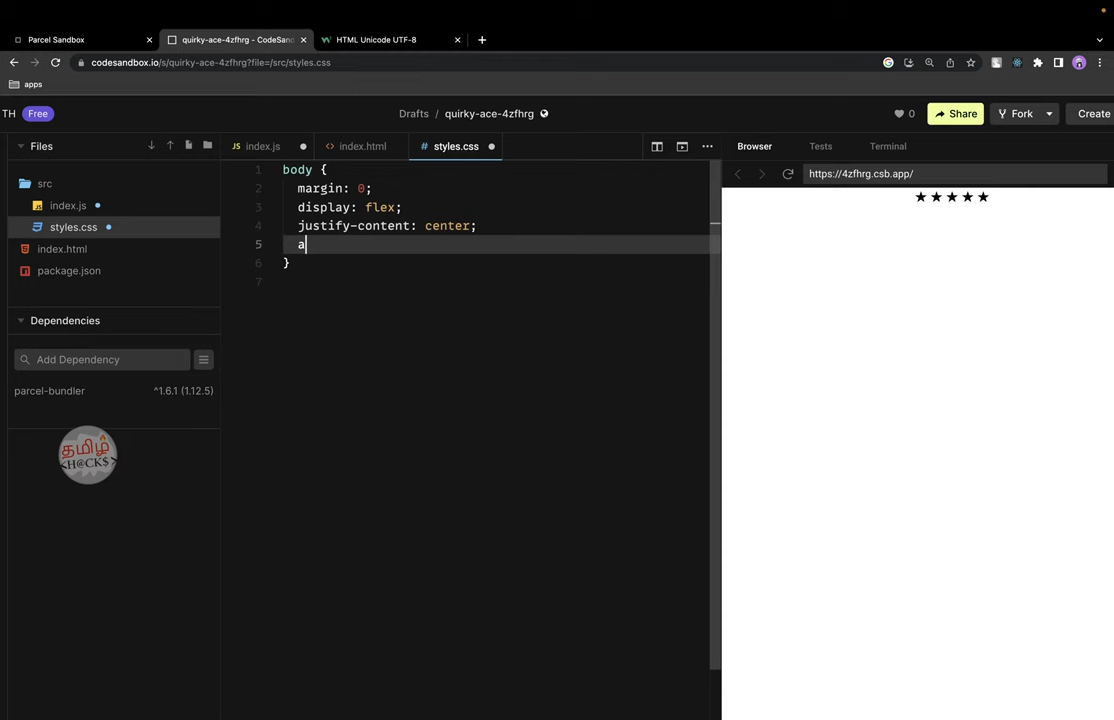 Parcel Sandbox
quirky-ace-4zfhrg - CodeSand
HTML Unicode UTF-8
codesandbox.io/s/quirky-ace-4zfhrg?file=/src/styles.css
apps
TH Free
Drafts / quirky-ace-4zfhrg
0
Share
Fork
Create
Files
JS index.js
<> index.html
# styles.css
Browser
Tests
Terminal
https://4zfhrg.csb.app/
★ ★ ★ ★ ★
src
JS index.js
styles.css
index.html
package.json
Dependencies
Add Dependency
parcel-bundler ^1.6.1 (1.12.5)
தமிழ்
<H@CK$>
1 body {
2 margin: 0;
3 display: flex;
4 justify-content: center;
5 a
6 }
7